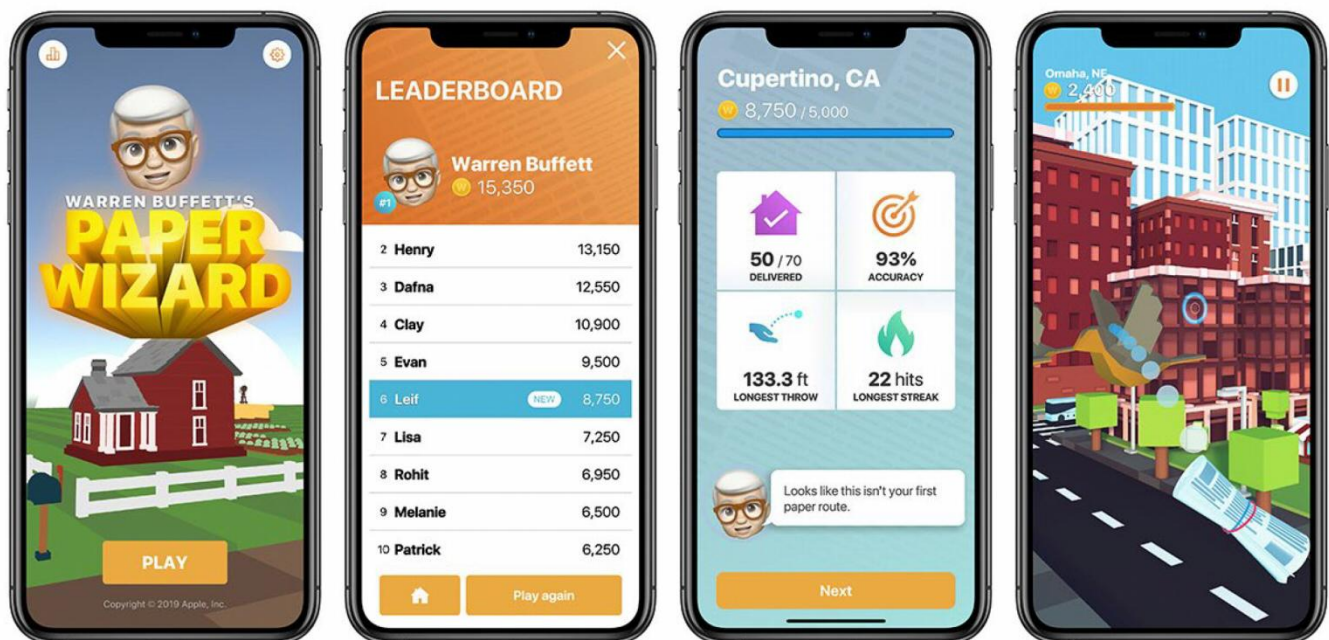 WARREN BUFFETT'S
PAPER
WIZARD
PLAY
Copyright © 2019 Apple, Inc.
LEADERBOARD
Warren Buffett
W 15,350
#1
2 Henry 13,150
3 Dafna 12,550
4 Clay 10,900
5 Evan 9,500
6 Leif NEW 8,750
7 Lisa 7,250
8 Rohit 6,950
9 Melanie 6,500
10 Patrick 6,250
Play again
Cupertino, CA
W 8,750 / 5,000
50 / 70
DELIVERED
93%
ACCURACY
133.3 ft
LONGEST THROW
22 hits
LONGEST STREAK
Looks like this isn't your first
paper route.
Next
Omaha, NE
W 2,400